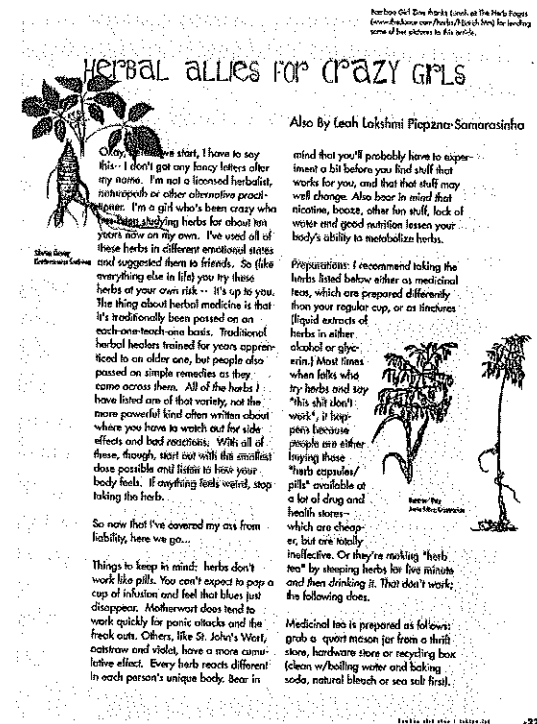 Bamboo Girl Zine thanks Lunch at The Herb Pages
for lending
some of her pictures to this article.
HERBAL ALLIES FOR CRAZY GRLS
Also By Leah Lakshmi Piepzna-Samarasinha
Okay, before we start, I have to say
this-- I don't got any fancy letters after
my name. I'm not a licensed herbalist,
naturopath or other alternative practi-
tioner. I'm a girl who's been crazy who
has been studying herbs for about ten
years now on my own. I've used all of
these herbs in different emotional states
and suggested them to friends. So (like
everything else in life) you try these
herbs at your own risk -- it's up to you.
The thing about herbal medicine is that
it's traditionally been passed on an
each-one-teach-one basis. Traditional
herbal healers trained for years appren-
ticed to an older one, but people also
passed on simple remedies as they
came across them. All of the herbs I
have listed are of that variety, not the
more powerful kind often written about
where you have to watch out for side
effects and bad reactions. With all of
these, though, start out with the smallest
dose possible and listen to how your
body feels. If anything feels weird, stop
taking the herb.
So now that I've covered my ass from
liability, here we go...
Things to keep in mind: herbs don't
work like pills. You can't expect to pop a
cup of infusion and feel that blues just
disappear. Motherwort does tend to
work quickly for panic attacks and the
freak outs. Others, like St. John's Wort,
oatstraw and violet, have a more cumu-
lative effect. Every herb reacts different
in each person's unique body. Bear in
mind that you'll probably have to exper-
iment a bit before you find stuff that
works for you, and that that stuff may
well change. Also bear in mind that
nicotine, booze, other fun stuff, lack of
water and good nutrition lessen your
body's ability to metabolize herbs.
Preparations: I recommend taking the
herbs listed below either as medicinal
teas, which are prepared differently
than your regular cup, or as tinctures
(liquid extracts of
herbs in either
alcohol or glyc-
erin.) Most times
when folks who
try herbs and say
"this shit don't
work", it hap-
pens because
people are either
buying those
"herb capsules/
pills" available at
a lot of drug and
health stores--
which are cheap-
er, but are totally
ineffective. Or they're making "herb
tea" by steeping herbs for five minute
and then drinking it. That don't work;
the following does.
Medicinal tea is prepared as follows:
grab a quart mason jar from a thrift
store, hardware store or recycling box
(clean w/boiling water and baking
soda, natural bleach or sea salt first).